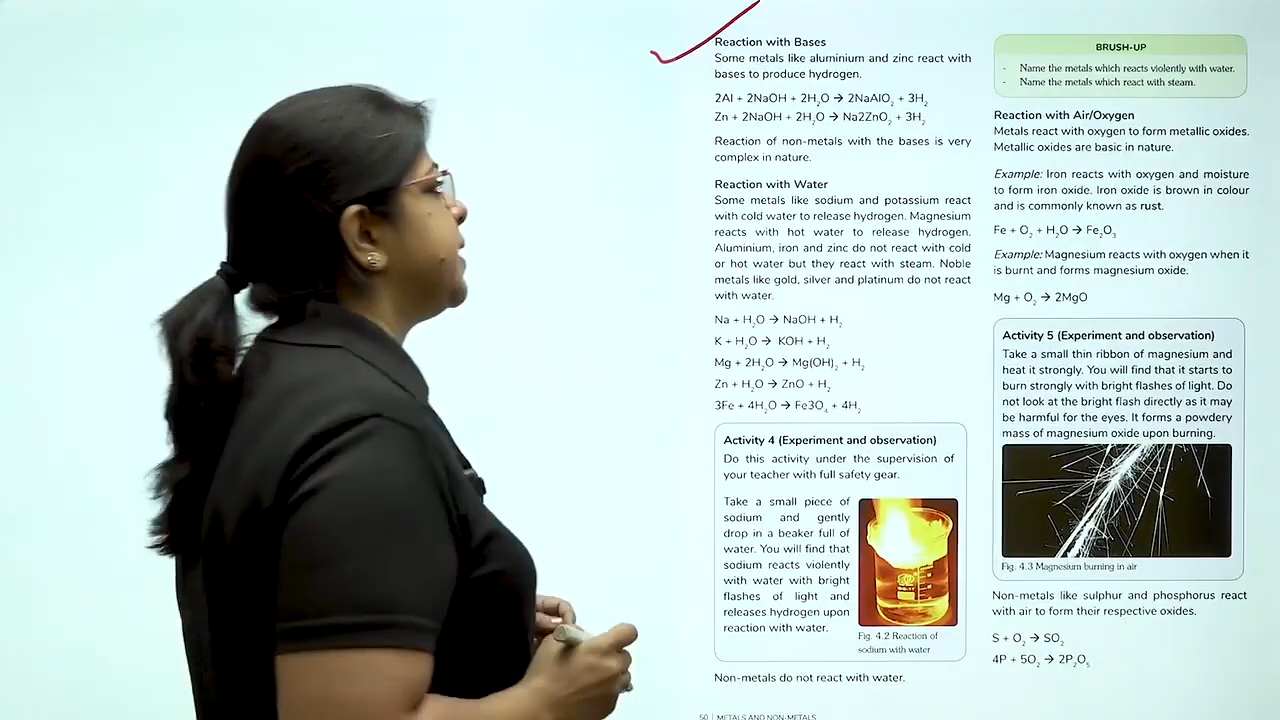 Reaction with Bases
Some metals like aluminium and zinc react with
bases to produce hydrogen.
2Al + 2NaOH + 2H₂O → 2NaAlO₂ + 3H₂
Zn + 2NaOH + 2H₂O → Na2ZnO₂ + 3H₂
Reaction of non-metals with the bases is very
complex in nature.
Reaction with Water
Some metals like sodium and potassium react
with cold water to release hydrogen. Magnesium
reacts with hot water to release hydrogen.
Aluminium, iron and zinc do not react with cold
or hot water but they react with steam. Noble
metals like gold, silver and platinum do not react
with water.
Na + H₂O → NaOH + H₂
K + H₂O → KOH + H₂
Mg + 2H₂O → Mg(OH)₂ + H₂
Zn + H₂O → ZnO + H₂
3Fe + 4H₂O → Fe3O₄ + 4H₂
Activity 4 (Experiment and observation)
Do this activity under the supervision of
your teacher with full safety gear.
Take a small piece of
sodium and gently
drop in a beaker full of
water. You will find that
sodium reacts violently
with water with bright
flashes of light and
releases hydrogen upon
reaction with water.
Fig. 4.2 Reaction of
sodium with water
Non-metals do not react with water.
50 | METALS AND NON-METALS
BRUSH-UP
- Name the metals which reacts violently with water.
- Name the metals which react with steam.
Reaction with Air/Oxygen
Metals react with oxygen to form metallic oxides.
Metallic oxides are basic in nature.
Example: Iron reacts with oxygen and moisture
to form iron oxide. Iron oxide is brown in colour
and is commonly known as rust.
Fe + O₂ + H₂O → Fe₂O₃
Example: Magnesium reacts with oxygen when it
is burnt and forms magnesium oxide.
Mg + O₂ → 2MgO
Activity 5 (Experiment and observation)
Take a small thin ribbon of magnesium and
heat it strongly. You will find that it starts to
burn strongly with bright flashes of light. Do
not look at the bright flash directly as it may
be harmful for the eyes. It forms a powdery
mass of magnesium oxide upon burning.
Fig. 4.3 Magnesium burning in air
Non-metals like sulphur and phosphorus react
with air to form their respective oxides.
S + O₂ → SO₂
4P + 5O₂ → 2P₂O₅